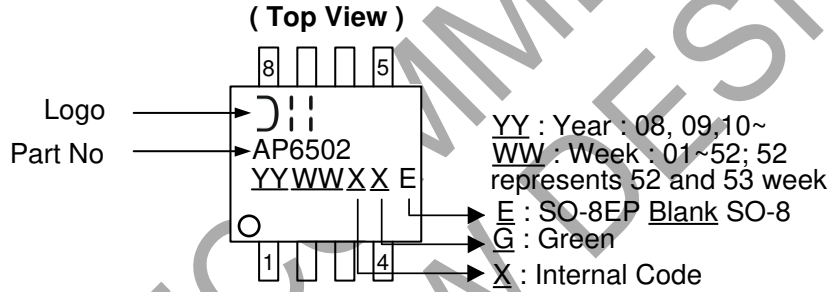 ( Top View )
8 5
Logo
Part No
AP6502
YYWWXX E
1 4
YY : Year : 08, 09,10~
WW : Week : 01~52; 52
represents 52 and 53 week
E : SO-8EP Blank SO-8
G : Green
X : Internal Code